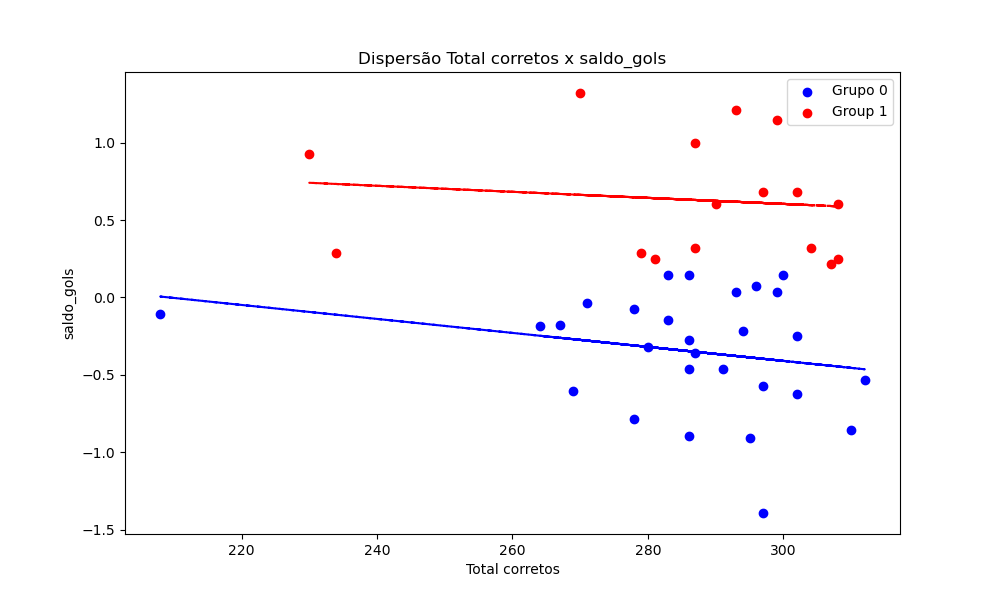 Dispersão Total corretos x saldo_gols
Grupo 0
Group 1
saldo_gols
1.0
0.5
0.0
−0.5
−1.0
−1.5
220 240 260 280 300
Total corretos